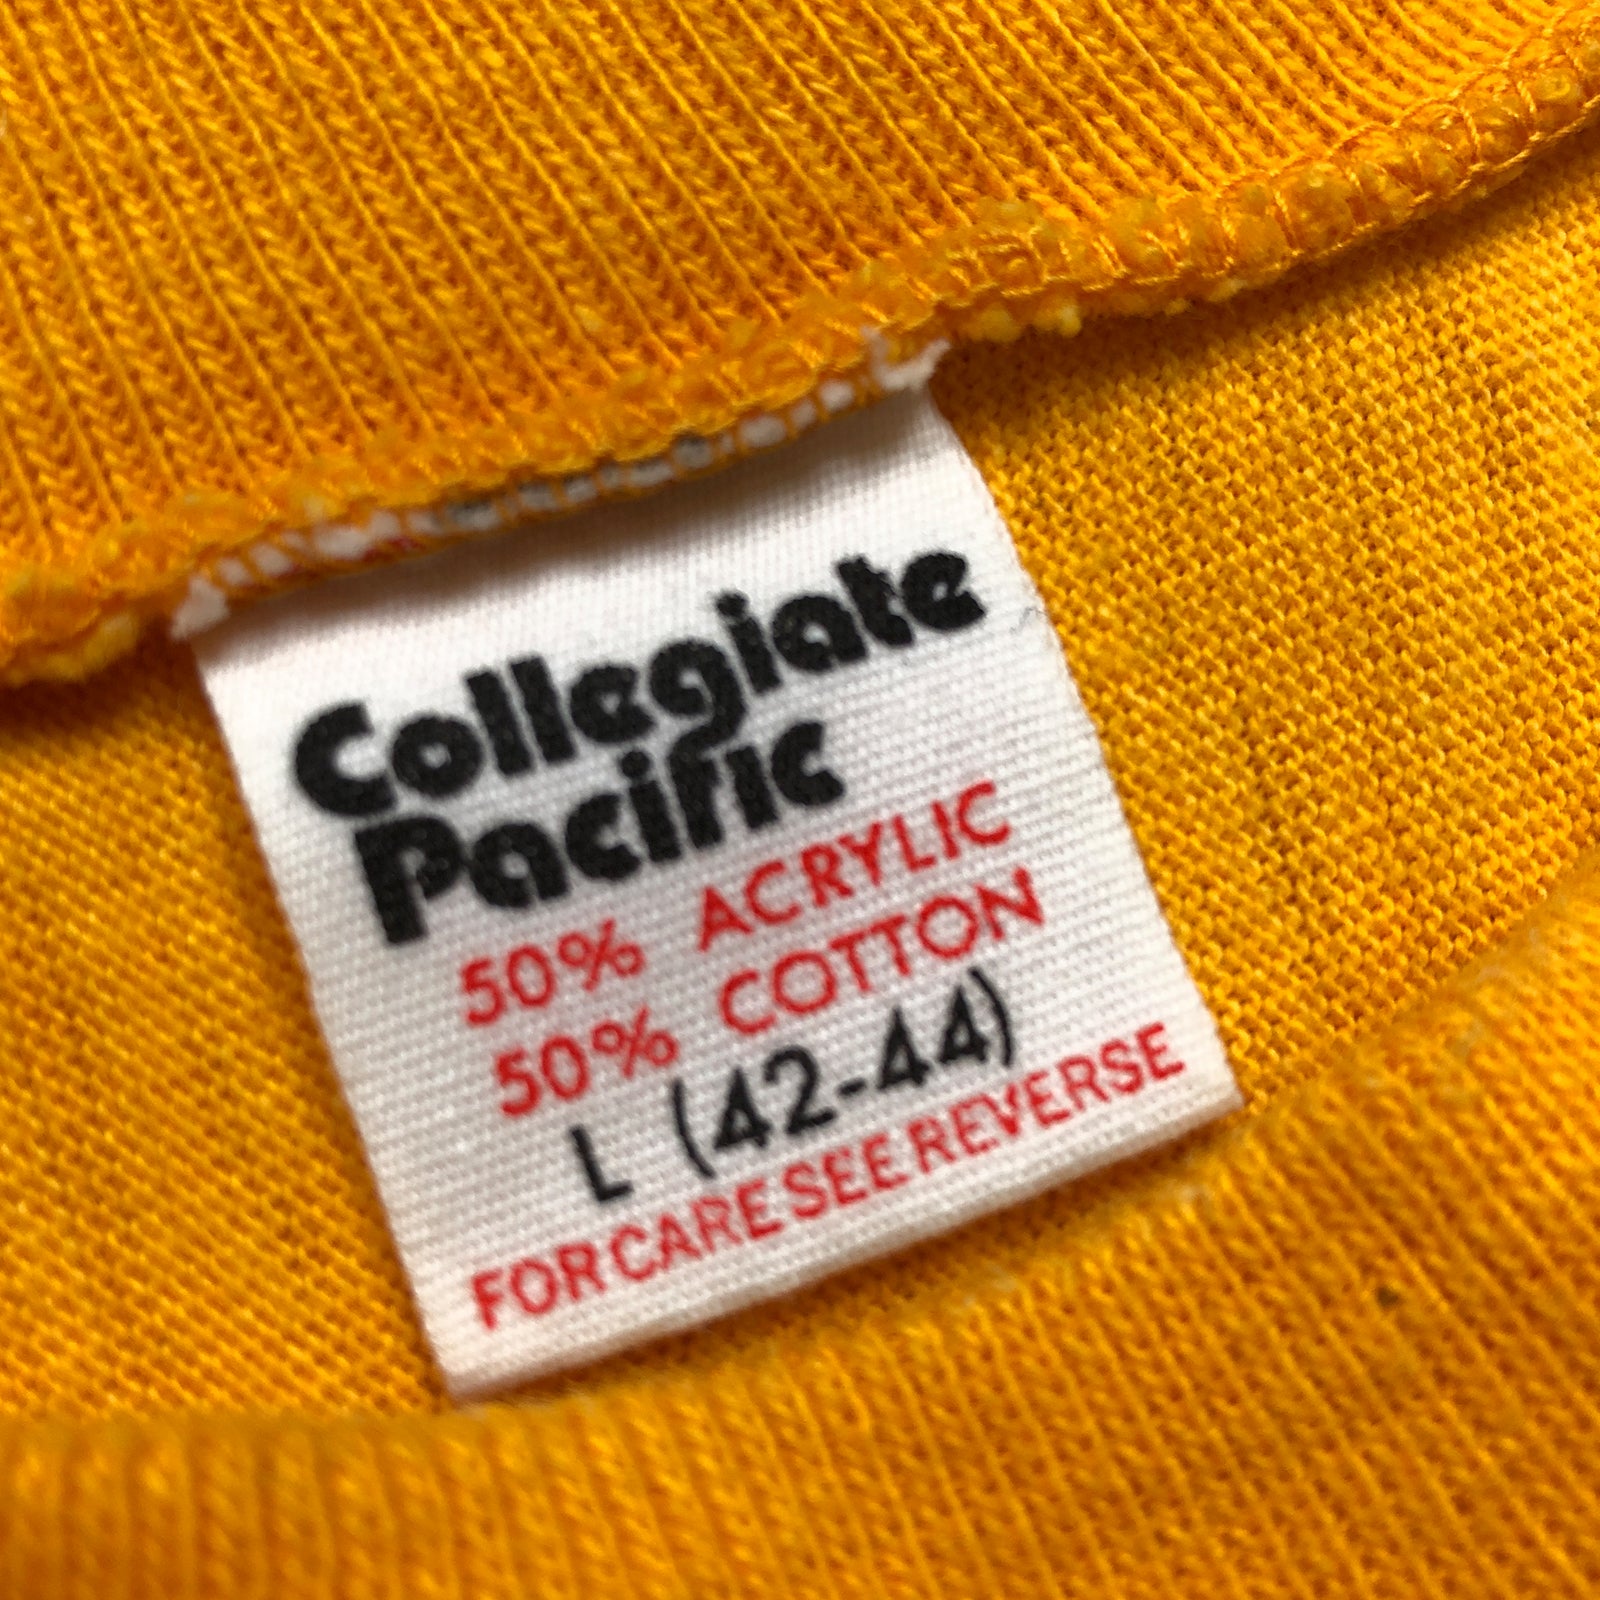 Collegiate
Pacific
50% ACRYLIC
50% COTTON
L (42-44)
FOR CARE SEE REVERSE